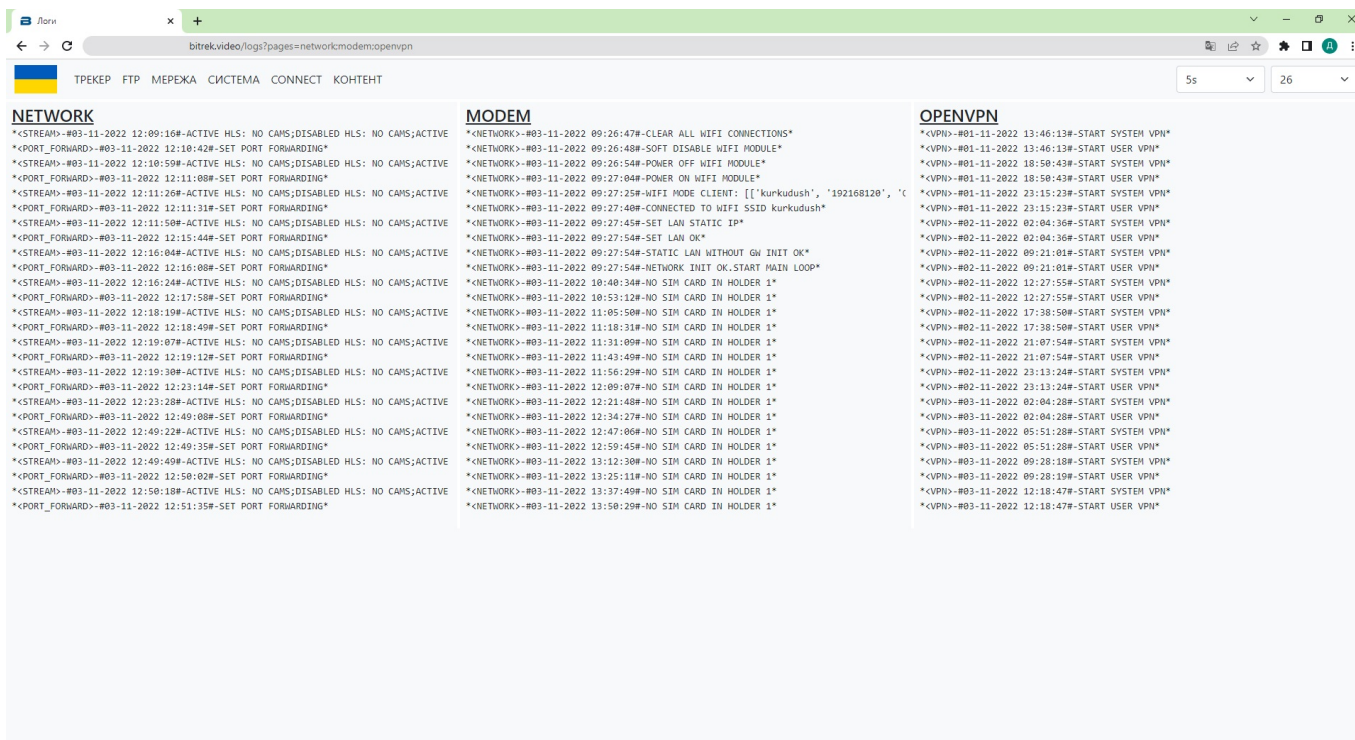 Логи
bitrek.video/logs?pages=network:modem:openvpn
ТРЕКЕР FTP МЕРЕЖА СИСТЕМА CONNECT КОНТЕНТ
5s
26
Д
NETWORK
*<STREAM>-#03-11-2022 12:09:16#-ACTIVE HLS: NO CAMS;DISABLED HLS: NO CAMS;ACTIVE
*<PORT_FORWARD>-#03-11-2022 12:10:42#-SET PORT FORWARDING*
*<STREAM>-#03-11-2022 12:10:59#-ACTIVE HLS: NO CAMS;DISABLED HLS: NO CAMS;ACTIVE
*<PORT_FORWARD>-#03-11-2022 12:11:08#-SET PORT FORWARDING*
*<STREAM>-#03-11-2022 12:11:26#-ACTIVE HLS: NO CAMS;DISABLED HLS: NO CAMS;ACTIVE
*<PORT_FORWARD>-#03-11-2022 12:11:31#-SET PORT FORWARDING*
*<STREAM>-#03-11-2022 12:11:50#-ACTIVE HLS: NO CAMS;DISABLED HLS: NO CAMS;ACTIVE
*<PORT_FORWARD>-#03-11-2022 12:15:44#-SET PORT FORWARDING*
*<STREAM>-#03-11-2022 12:16:04#-ACTIVE HLS: NO CAMS;DISABLED HLS: NO CAMS;ACTIVE
*<PORT_FORWARD>-#03-11-2022 12:16:08#-SET PORT FORWARDING*
*<STREAM>-#03-11-2022 12:16:24#-ACTIVE HLS: NO CAMS;DISABLED HLS: NO CAMS;ACTIVE
*<PORT_FORWARD>-#03-11-2022 12:17:58#-SET PORT FORWARDING*
*<STREAM>-#03-11-2022 12:18:19#-ACTIVE HLS: NO CAMS;DISABLED HLS: NO CAMS;ACTIVE
*<PORT_FORWARD>-#03-11-2022 12:18:49#-SET PORT FORWARDING*
*<STREAM>-#03-11-2022 12:19:07#-ACTIVE HLS: NO CAMS;DISABLED HLS: NO CAMS;ACTIVE
*<PORT_FORWARD>-#03-11-2022 12:19:12#-SET PORT FORWARDING*
*<STREAM>-#03-11-2022 12:19:30#-ACTIVE HLS: NO CAMS;DISABLED HLS: NO CAMS;ACTIVE
*<PORT_FORWARD>-#03-11-2022 12:23:14#-SET PORT FORWARDING*
*<STREAM>-#03-11-2022 12:23:28#-ACTIVE HLS: NO CAMS;DISABLED HLS: NO CAMS;ACTIVE
*<PORT_FORWARD>-#03-11-2022 12:49:08#-SET PORT FORWARDING*
*<STREAM>-#03-11-2022 12:49:22#-ACTIVE HLS: NO CAMS;DISABLED HLS: NO CAMS;ACTIVE
*<PORT_FORWARD>-#03-11-2022 12:49:35#-SET PORT FORWARDING*
*<STREAM>-#03-11-2022 12:49:49#-ACTIVE HLS: NO CAMS;DISABLED HLS: NO CAMS;ACTIVE
*<PORT_FORWARD>-#03-11-2022 12:50:02#-SET PORT FORWARDING*
*<STREAM>-#03-11-2022 12:50:18#-ACTIVE HLS: NO CAMS;DISABLED HLS: NO CAMS;ACTIVE
*<PORT_FORWARD>-#03-11-2022 12:51:35#-SET PORT FORWARDING*
MODEM
*<NETWORK>-#03-11-2022 09:26:47#-CLEAR ALL WIFI CONNECTIONS*
*<NETWORK>-#03-11-2022 09:26:48#-SOFT DISABLE WIFI MODULE*
*<NETWORK>-#03-11-2022 09:26:54#-POWER OFF WIFI MODULE*
*<NETWORK>-#03-11-2022 09:27:04#-POWER ON WIFI MODULE*
*<NETWORK>-#03-11-2022 09:27:25#-WIFI MODE CLIENT: [['kurkudush', '192168120', '
*<NETWORK>-#03-11-2022 09:27:40#-CONNECTED TO WIFI SSID kurkudush*
*<NETWORK>-#03-11-2022 09:27:45#-SET LAN STATIC IP*
*<NETWORK>-#03-11-2022 09:27:54#-SET LAN OK*
*<NETWORK>-#03-11-2022 09:27:54#-STATIC LAN WITHOUT GW INIT OK*
*<NETWORK>-#03-11-2022 09:27:54#-NETWORK INIT OK.START MAIN LOOP*
*<NETWORK>-#03-11-2022 10:40:34#-NO SIM CARD IN HOLDER 1*
*<NETWORK>-#03-11-2022 10:53:12#-NO SIM CARD IN HOLDER 1*
*<NETWORK>-#03-11-2022 11:05:50#-NO SIM CARD IN HOLDER 1*
*<NETWORK>-#03-11-2022 11:18:31#-NO SIM CARD IN HOLDER 1*
*<NETWORK>-#03-11-2022 11:31:09#-NO SIM CARD IN HOLDER 1*
*<NETWORK>-#03-11-2022 11:43:49#-NO SIM CARD IN HOLDER 1*
*<NETWORK>-#03-11-2022 11:56:29#-NO SIM CARD IN HOLDER 1*
*<NETWORK>-#03-11-2022 12:09:07#-NO SIM CARD IN HOLDER 1*
*<NETWORK>-#03-11-2022 12:21:48#-NO SIM CARD IN HOLDER 1*
*<NETWORK>-#03-11-2022 12:34:27#-NO SIM CARD IN HOLDER 1*
*<NETWORK>-#03-11-2022 12:47:06#-NO SIM CARD IN HOLDER 1*
*<NETWORK>-#03-11-2022 12:59:45#-NO SIM CARD IN HOLDER 1*
*<NETWORK>-#03-11-2022 13:12:30#-NO SIM CARD IN HOLDER 1*
*<NETWORK>-#03-11-2022 13:25:11#-NO SIM CARD IN HOLDER 1*
*<NETWORK>-#03-11-2022 13:37:49#-NO SIM CARD IN HOLDER 1*
*<NETWORK>-#03-11-2022 13:50:29#-NO SIM CARD IN HOLDER 1*
OPENVPN
*<VPN>-#01-11-2022 13:46:13#-START SYSTEM VPN*
*<VPN>-#01-11-2022 13:46:13#-START USER VPN*
*<VPN>-#01-11-2022 18:50:43#-START SYSTEM VPN*
*<VPN>-#01-11-2022 18:50:43#-START USER VPN*
*<VPN>-#01-11-2022 23:15:23#-START SYSTEM VPN*
*<VPN>-#01-11-2022 23:15:23#-START USER VPN*
*<VPN>-#02-11-2022 02:04:36#-START SYSTEM VPN*
*<VPN>-#02-11-2022 02:04:36#-START USER VPN*
*<VPN>-#02-11-2022 09:21:01#-START SYSTEM VPN*
*<VPN>-#02-11-2022 09:21:01#-START USER VPN*
*<VPN>-#02-11-2022 12:27:55#-START SYSTEM VPN*
*<VPN>-#02-11-2022 12:27:55#-START USER VPN*
*<VPN>-#02-11-2022 17:38:50#-START SYSTEM VPN*
*<VPN>-#02-11-2022 17:38:50#-START USER VPN*
*<VPN>-#02-11-2022 21:07:54#-START SYSTEM VPN*
*<VPN>-#02-11-2022 21:07:54#-START USER VPN*
*<VPN>-#02-11-2022 23:13:24#-START SYSTEM VPN*
*<VPN>-#02-11-2022 23:13:24#-START USER VPN*
*<VPN>-#03-11-2022 02:04:28#-START SYSTEM VPN*
*<VPN>-#03-11-2022 02:04:28#-START USER VPN*
*<VPN>-#03-11-2022 05:51:28#-START SYSTEM VPN*
*<VPN>-#03-11-2022 05:51:28#-START USER VPN*
*<VPN>-#03-11-2022 09:28:18#-START SYSTEM VPN*
*<VPN>-#03-11-2022 09:28:19#-START USER VPN*
*<VPN>-#03-11-2022 12:18:47#-START SYSTEM VPN*
*<VPN>-#03-11-2022 12:18:47#-START USER VPN*